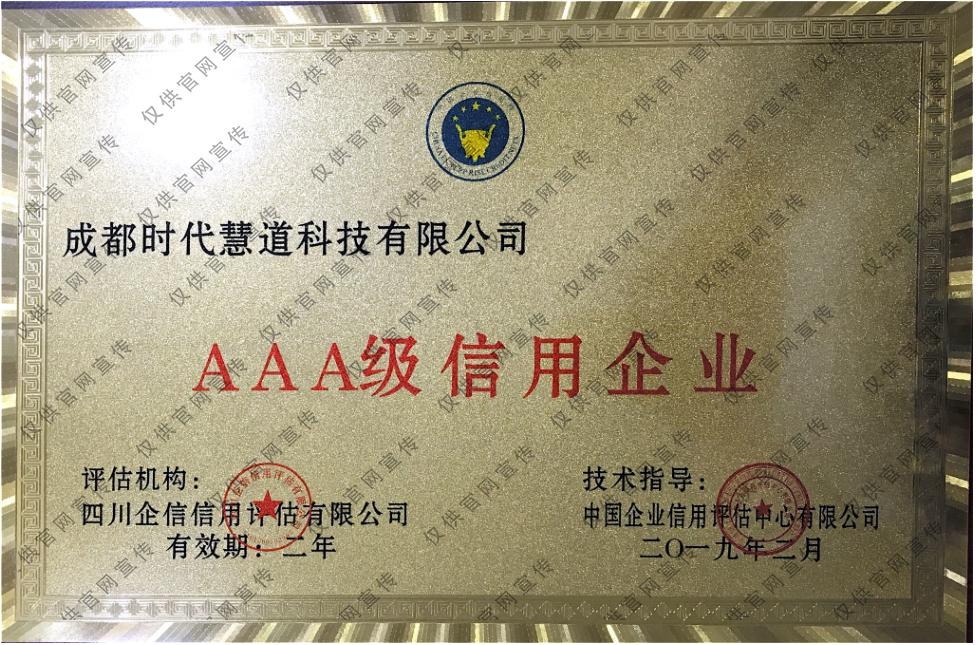 成都时代慧道科技有限公司
AAA级信用企业
评估机构：
四川企信信用评估有限公司
有效期：二年
技术指导：
中国企业信用评估中心有限公司
二〇一九年二月
仅供官网宣传